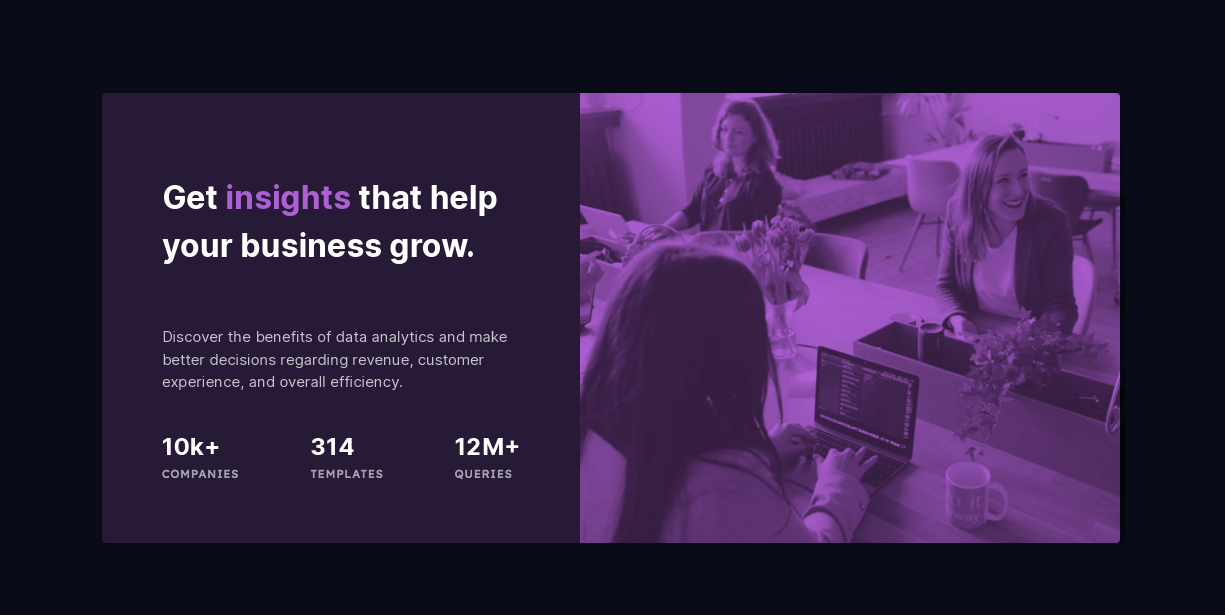 Get insights that help
your business grow.
Discover the benefits of data analytics and make
better decisions regarding revenue, customer
experience, and overall efficiency.
10k+ 314 12M+
COMPANIES TEMPLATES QUERIES